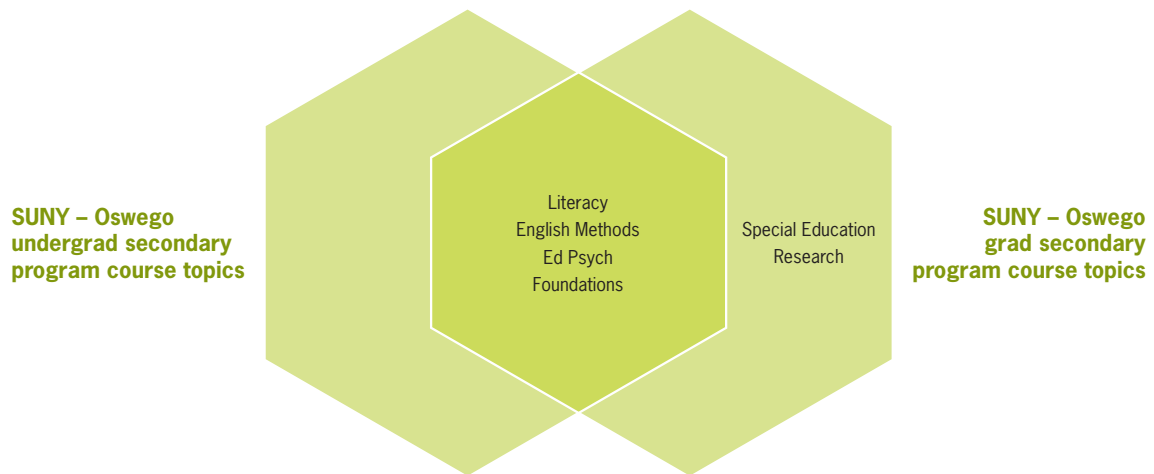 SUNY – Oswego
undergrad secondary
program course topics
Literacy
English Methods
Ed Psych
Foundations
Special Education
Research
SUNY – Oswego
grad secondary
program course topics